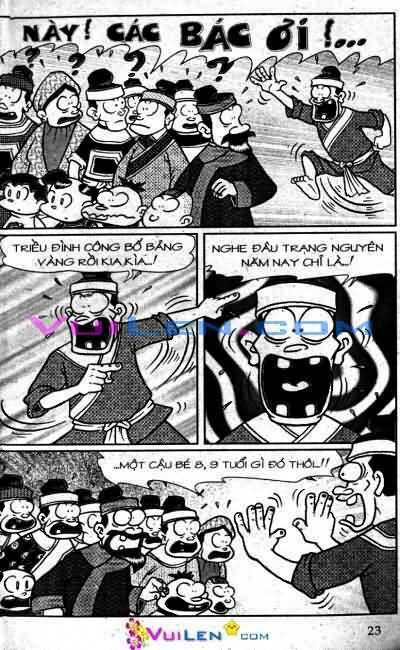 NÀY! CÁC BÁC ƠI!...
? ? ? ?
TRIỀU ĐÌNH CÔNG BỐ BẢNG
VÀNG RỒI KIA KÌA...!
NGHE ĐÂU TRẠNG NGUYÊN
NĂM NAY CHỈ LÀ...!
VUILEN.COM
...MỘT CẬU BÉ 8, 9 TUỔI GÌ ĐÓ THÔI..!!
23
VUILEN.COM